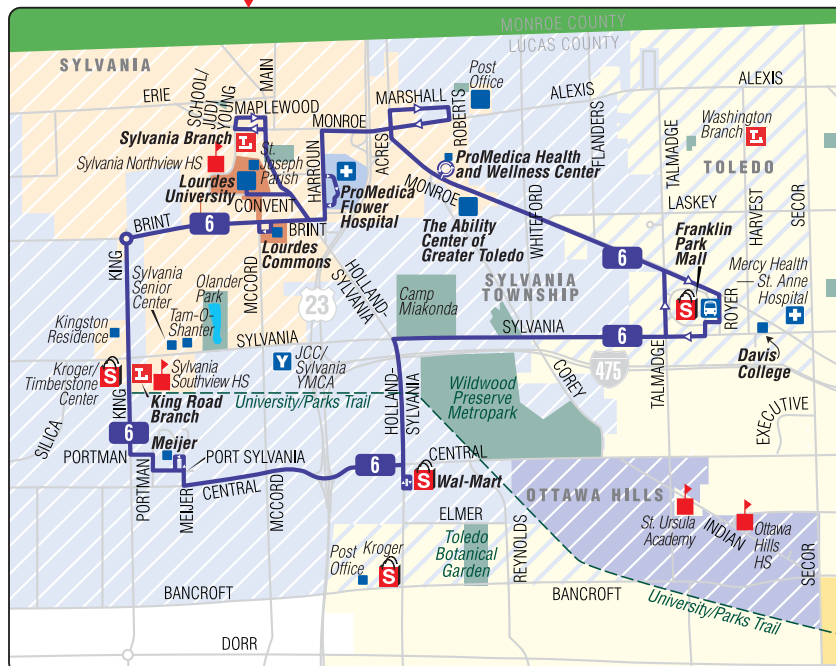 MONROE COUNTY
LUCAS COUNTY
SYLVANIA
ERIE
SCHOOL/
JUDI
YOUNG
MAIN
MAPLEWOOD
MONROE
MARSHALL
ROBERTS
Post
Office
ALEXIS
FLANDERS
ALEXIS
TALMADGE
Washington
Branch
L
TOLEDO
Sylvania Branch
L
Sylvania Northview HS
St.
Joseph
Parish
Lourdes
University
CONVENT
HARROUN
ACRES
ProMedica
Flower
Hospital
MONROE
ProMedica Health
and Wellness Center
The Ability
Center of
Greater Toledo
WHITEFORD
LASKEY
HARVEST
SECOR
BRINT
6
BRINT
Lourdes
Commons
KING
Sylvania
Senior
Center
Olander
Park
MCCORD
HOLLAND-
SYLVANIA
23
Camp
Miakonda
SYLVANIA
TOWNSHIP
6
Franklin
Park
Mall
S
ROYER
Mercy Health
— St. Anne
Hospital
Kingston
Residence
Tam-O-
Shanter
SYLVANIA
SYLVANIA
6
TALMADGE
Davis
College
Kroger/
Timberstone
Center
S
L
Sylvania
Southview HS
Y
JCC/
Sylvania
YMCA
475
COREY
KING
King Road
Branch
University/Parks Trail
HOLLAND-
SYLVANIA
Wildwood
Preserve
Metropark
EXECUTIVE
SILICA
6
Meijer
PORTMAN
PORT SYLVANIA
PORTMAN
MEIJER
CENTRAL
MCCORD
6
CENTRAL
S
Wal-Mart
OTTAWA HILLS
ELMER
REYNOLDS
St. Ursula
Academy
INDIAN
Ottawa
Hills
HS
SECOR
Post
Office
Kroger
S
Toledo
Botanical
Garden
BANCROFT
BANCROFT
University/Parks Trail
DORR